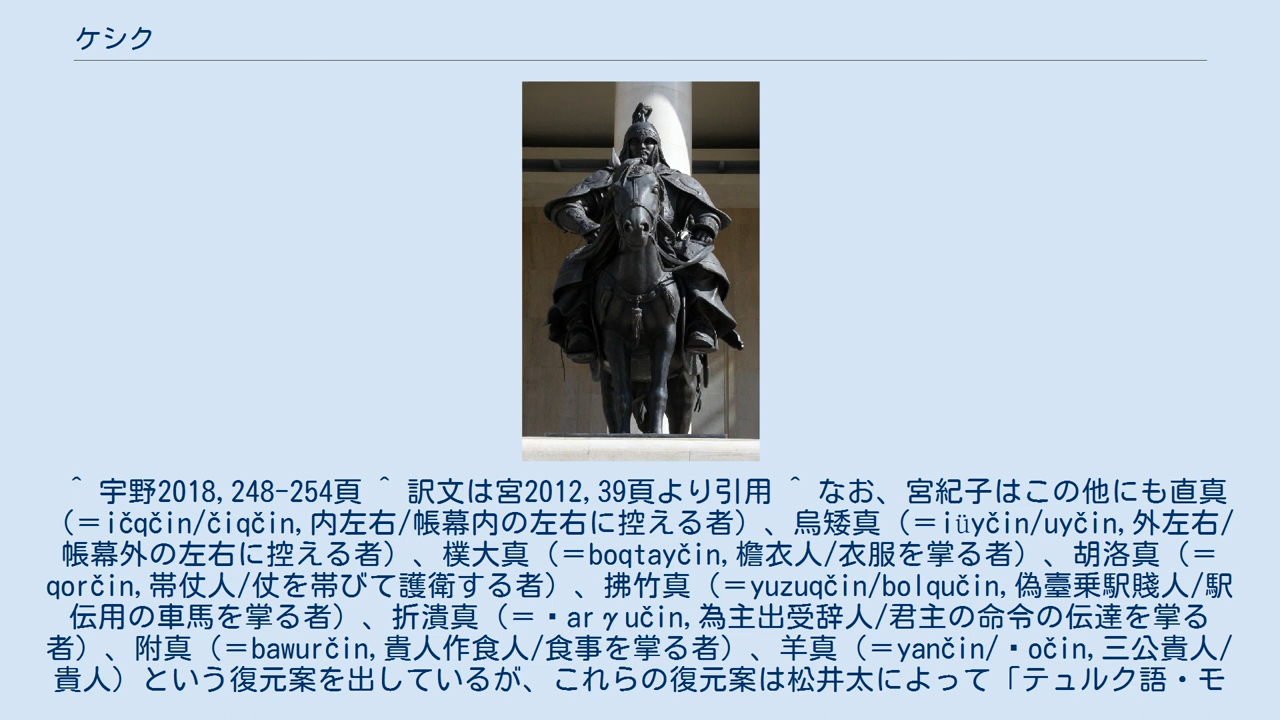 ケシク
^ 宇野2018,248-254頁 ^ 訳文は宮2012,39頁より引用 ^ なお、宮紀子はこの他にも直真
（＝ičqčin/čiqčin,内左右/帳幕内の左右に控える者）、烏矮真（＝iüyčin/uyčin,外左右/
帳幕外の左右に控える者）、樸大真（＝boqtayčin,檐衣人/衣服を掌る者）、胡洛真（＝
qorčin,帯仗人/仗を帯びて護衛する者）、拂竹真（＝yuzuqčin/bolqučin,偽臺乗駅賤人/駅
伝用の車馬を掌る者）、折潰真（＝▪arγučin,為主出受辞人/君主の命令の伝達を掌る
者）、附真（＝bawurčin,貴人作食人/食事を掌る者）、羊真（＝yančin/▪očin,三公貴人/
貴人）という復元案を出しているが、これらの復元案は松井太によって「テュルク語・モ